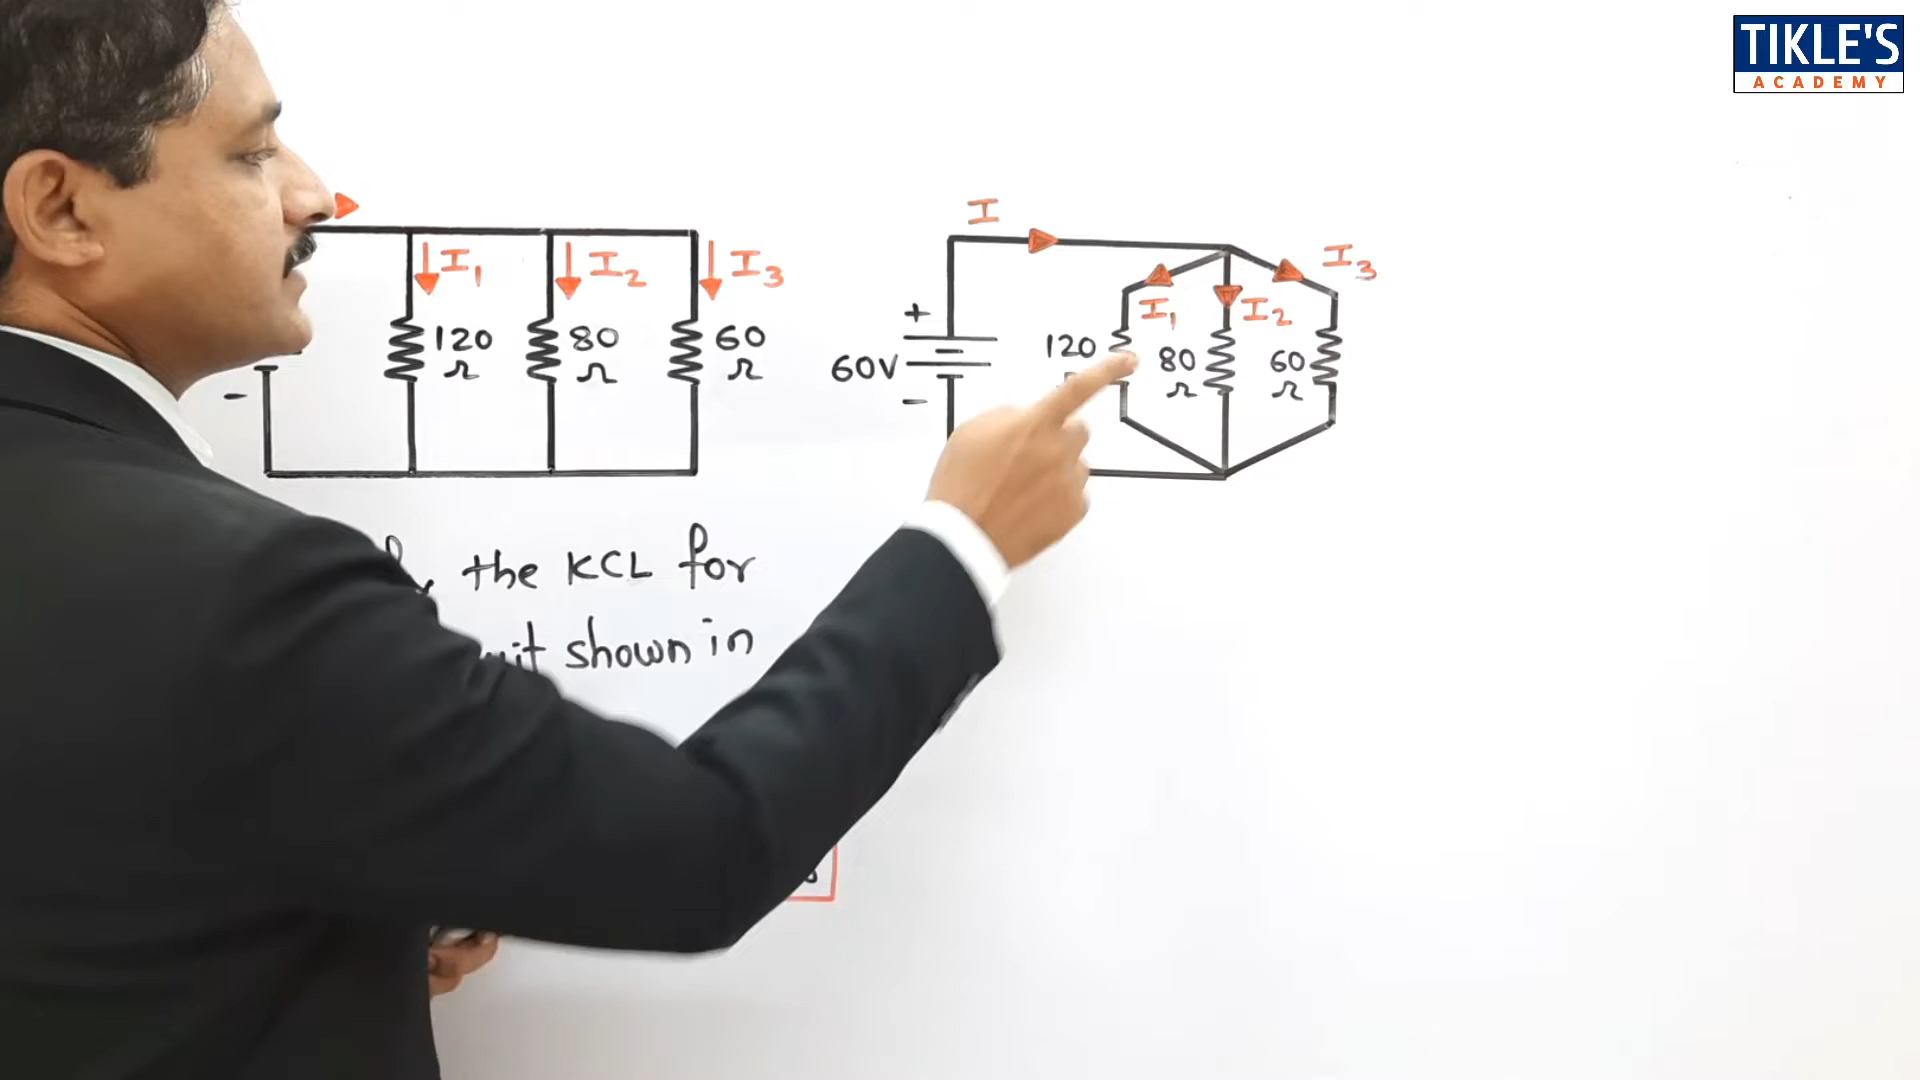 TIKLE'S
ACADEMY
I₁
I₂
I₃
120
Ω
80
Ω
60
Ω
-
the KCL for
shown in
I
I₃
I₁
I₂
+
60V
-
120
80
Ω
60
Ω